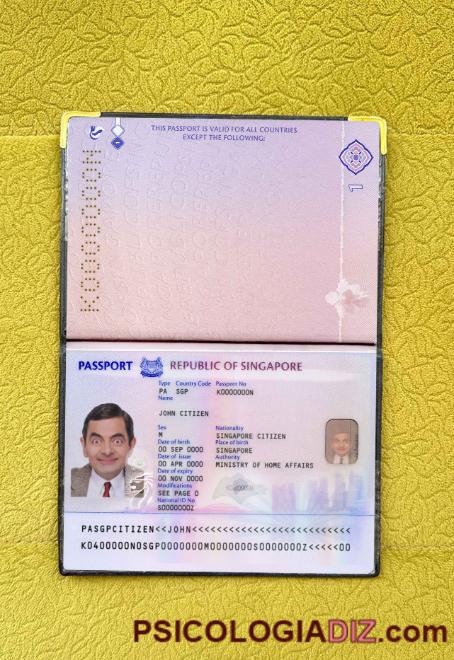 THIS PASSPORT IS VALID FOR ALL COUNTRIES
EXCEPT THE FOLLOWING:
K0000000N
1
PASSPORT REPUBLIC OF SINGAPORE
Type Country Code Passport No
PA SGP K0000000N
Name
JOHN CITIZEN
Sex Nationality
M SINGAPORE CITIZEN
Date of birth Place of birth
00 SEP 0000 SINGAPORE
Date of issue Authority
00 APR 0000 MINISTRY OF HOME AFFAIRS
Date of expiry
00 NOV 0000
Modifications
SEE PAGE 0
National ID No
S0000000Z
PASGPCITIZEN<<JOHN<<<<<<<<<<<<<<<<<<<<<<<<<<
K0400000N0SGP0000000M0000000S0000000Z<<<<<00
PSICOLOGIADIZ.com